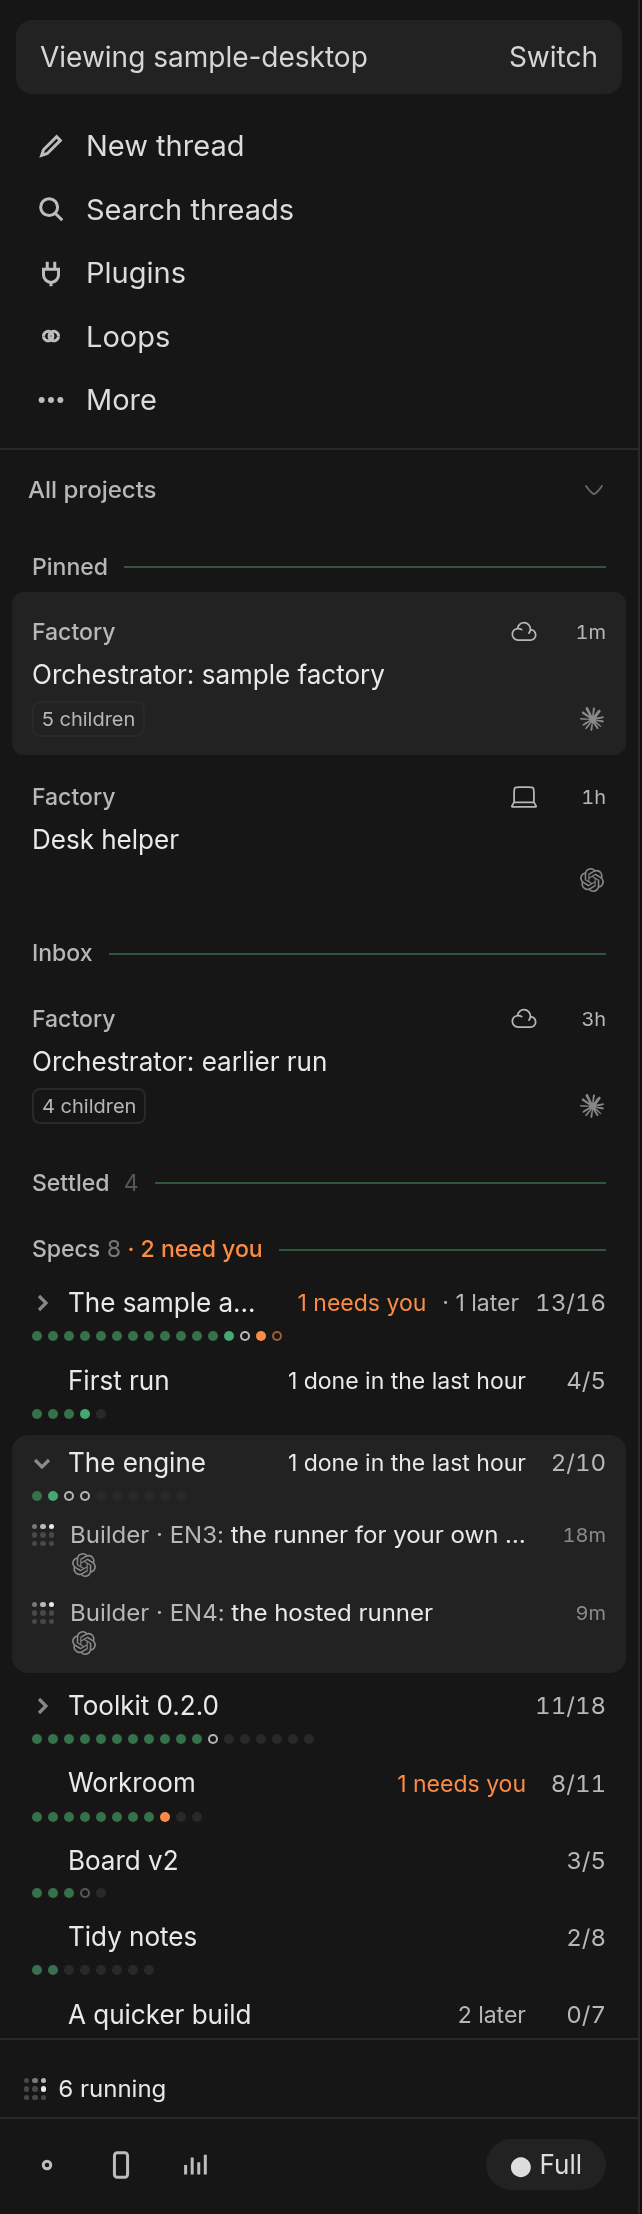 Viewing sample-desktop Switch
New thread
Search threads
Plugins
Loops
More
All projects
Pinned
Factory 1m
Orchestrator: sample factory
5 children
Factory 1h
Desk helper
Inbox
Factory 3h
Orchestrator: earlier run
4 children
Settled 4
Specs 8 · 2 need you
The sample a... 1 needs you · 1 later 13/16
First run 1 done in the last hour 4/5
The engine 1 done in the last hour 2/10
Builder · EN3: the runner for your own ... 18m
Builder · EN4: the hosted runner 9m
Toolkit 0.2.0 11/18
Workroom 1 needs you 8/11
Board v2 3/5
Tidy notes 2/8
A quicker build 2 later 0/7
6 running
Full